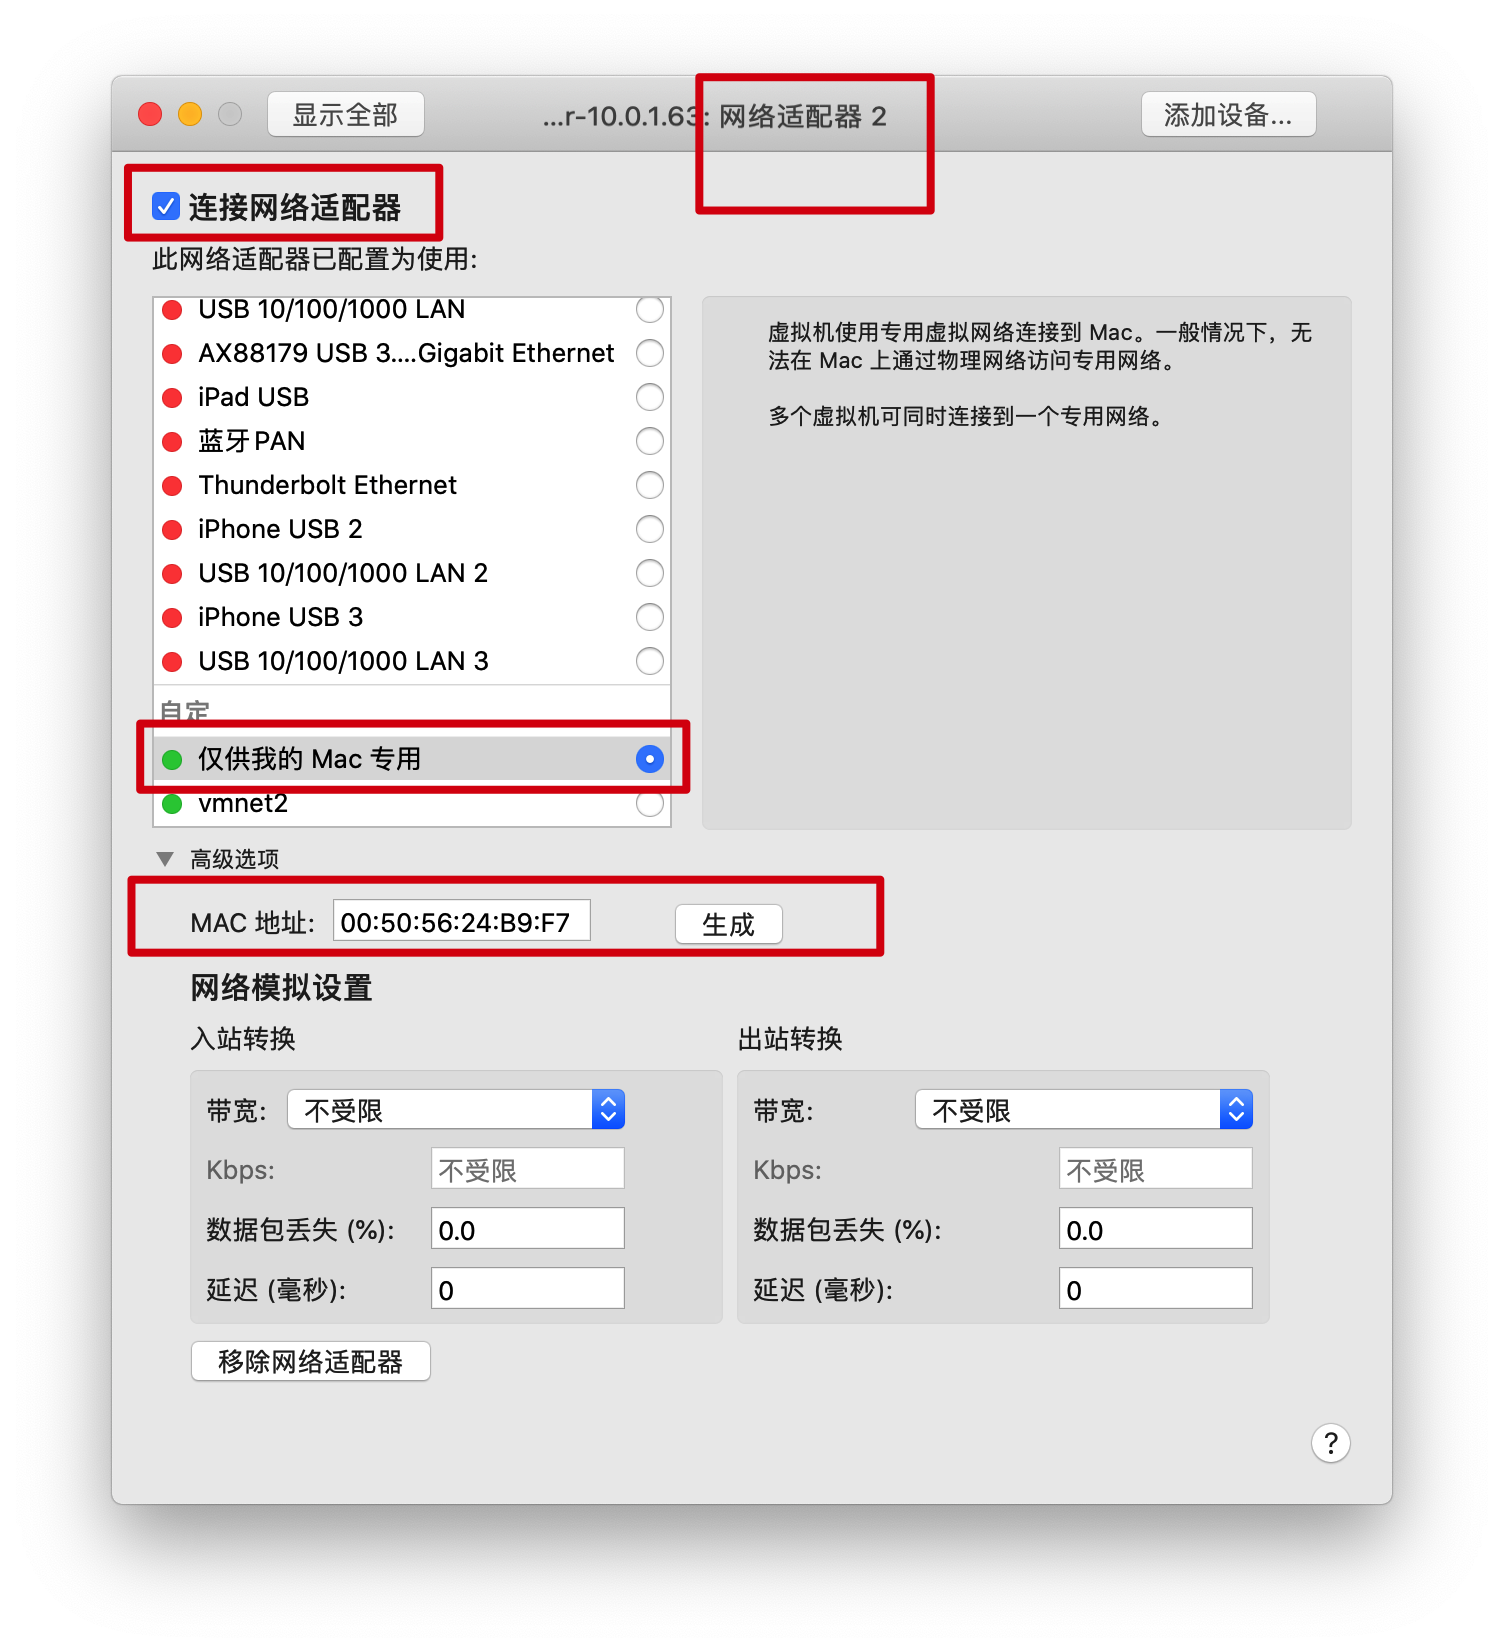 显示全部
...r-10.0.1.63: 网络适配器 2
添加设备...
连接网络适配器
此网络适配器已配置为使用:
USB 10/100/1000 LAN
AX88179 USB 3....Gigabit Ethernet
iPad USB
蓝牙 PAN
Thunderbolt Ethernet
iPhone USB 2
USB 10/100/1000 LAN 2
iPhone USB 3
USB 10/100/1000 LAN 3
自定
仅供我的 Mac 专用
vmnet2
虚拟机使用专用虚拟网络连接到 Mac。一般情况下，无
法在 Mac 上通过物理网络访问专用网络。
多个虚拟机可同时连接到一个专用网络。
高级选项
MAC 地址: 00:50:56:24:B9:F7 生成
网络模拟设置
入站转换
带宽: 不受限
Kbps: 不受限
数据包丢失 (%): 0.0
延迟 (毫秒): 0
出站转换
带宽: 不受限
Kbps: 不受限
数据包丢失 (%): 0.0
延迟 (毫秒): 0
移除网络适配器
?